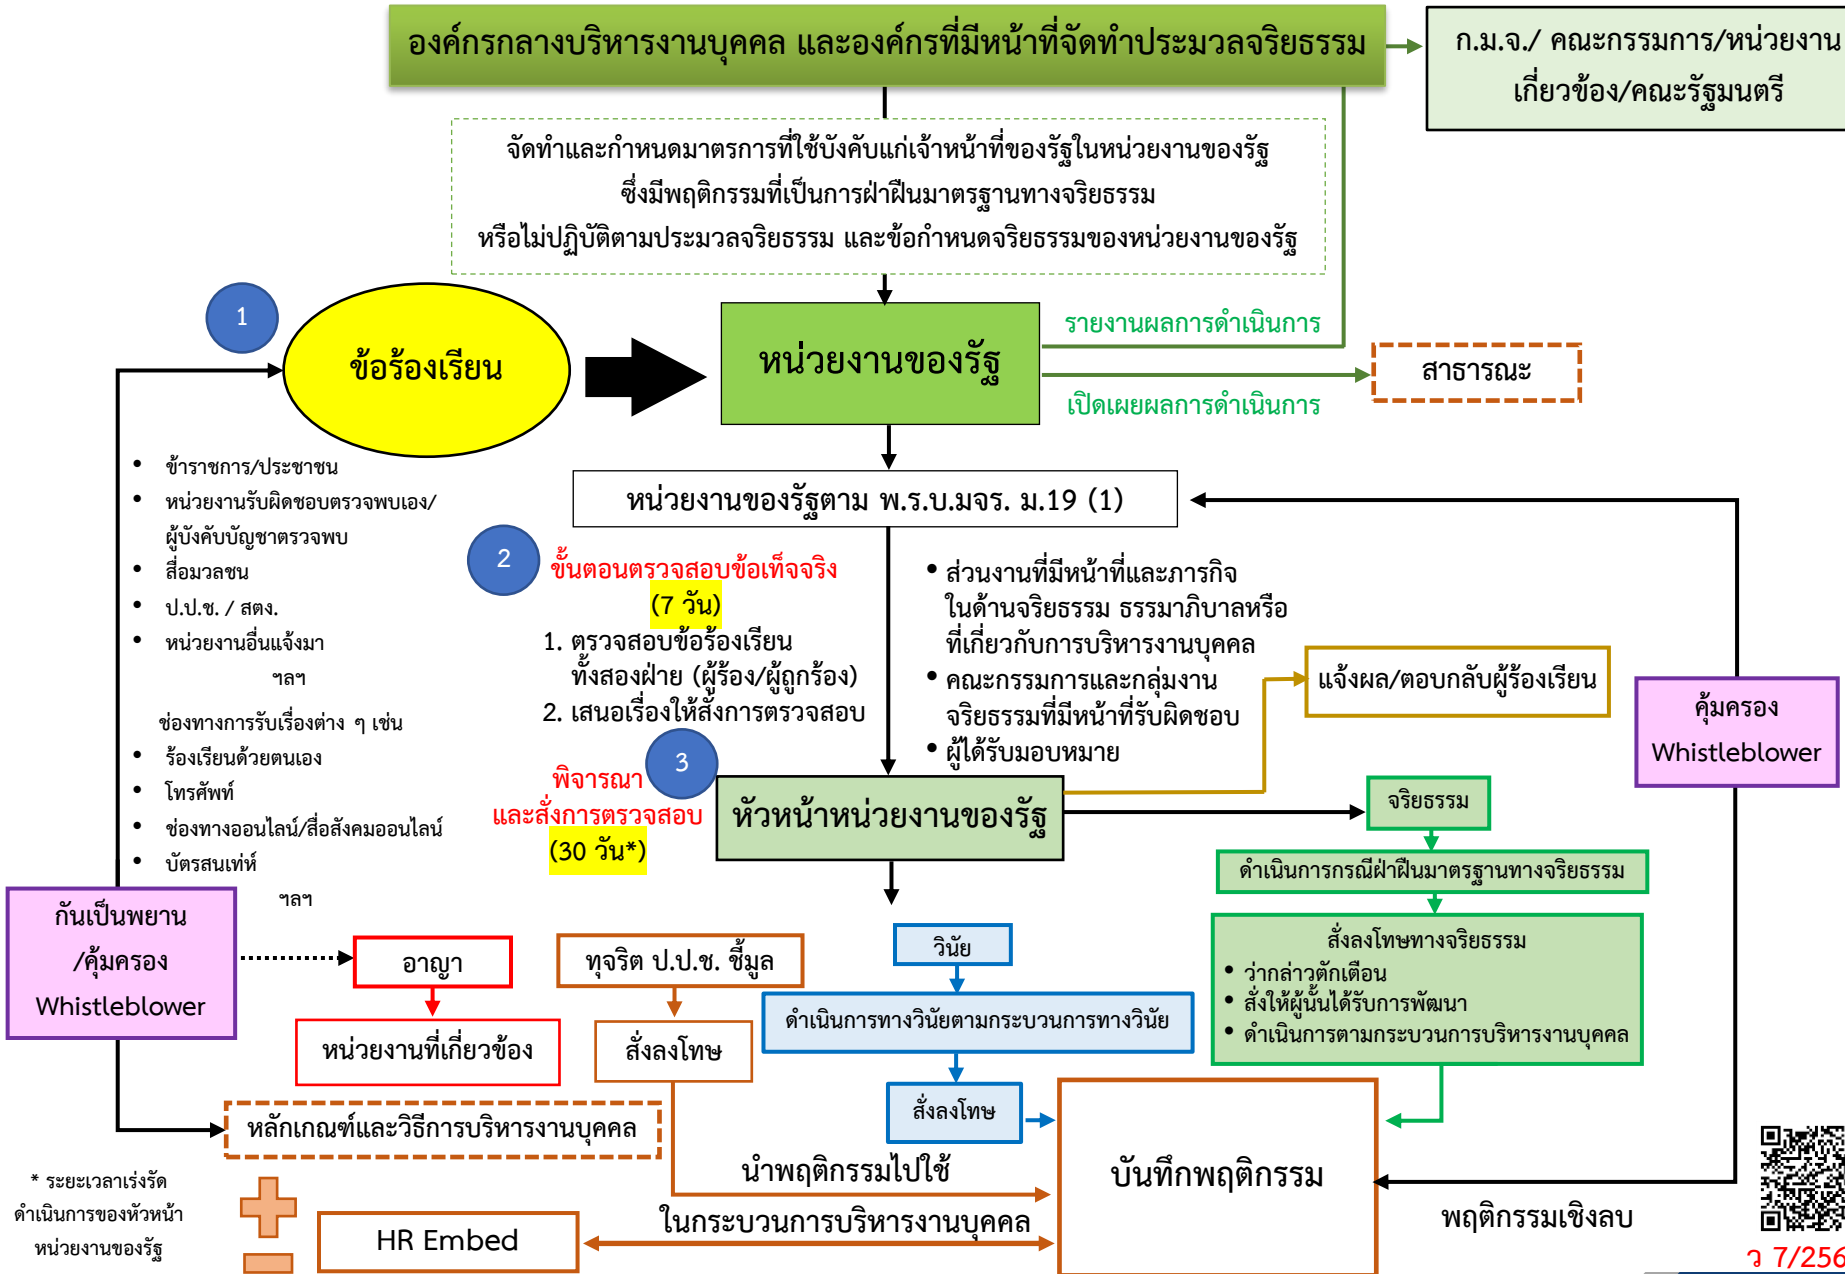 องค์กรกลางบริหารงานบุคคล และองค์กรที่มีหน้าที่จัดทำประมวลจริยธรรม
ก.ม.จ./ คณะกรรมการ/หน่วยงาน
เกี่ยวข้อง/คณะรัฐมนตรี
จัดทำและกำหนดมาตรการที่ใช้บังคับแก่เจ้าหน้าที่ของรัฐในหน่วยงานของรัฐ
ซึ่งมีพฤติกรรมที่เป็นการฝ่าฝืนมาตรฐานทางจริยธรรม
หรือไม่ปฏิบัติตามประมวลจริยธรรม และข้อกำหนดจริยธรรมของหน่วยงานของรัฐ
1
ข้อร้องเรียน
หน่วยงานของรัฐ
รายงานผลการดำเนินการ
เปิดเผยผลการดำเนินการ
สาธารณะ
• ข้าราชการ/ประชาชน
• หน่วยงานรับผิดชอบตรวจพบเอง/
ผู้บังคับบัญชาตรวจพบ
• สื่อมวลชน
• ป.ป.ช. / สตง.
• หน่วยงานอื่นแจ้งมา
ฯลฯ
ช่องทางการรับเรื่องต่าง ๆ เช่น
• ร้องเรียนด้วยตนเอง
• โทรศัพท์
• ช่องทางออนไลน์/สื่อสังคมออนไลน์
• บัตรสนเท่ห์
ฯลฯ
หน่วยงานของรัฐตาม พ.ร.บ.มจร. ม.19 (1)
2
ขั้นตอนตรวจสอบข้อเท็จจริง
(7 วัน)
1. ตรวจสอบข้อร้องเรียน
ทั้งสองฝ่าย (ผู้ร้อง/ผู้ถูกร้อง)
2. เสนอเรื่องให้สั่งการตรวจสอบ
• ส่วนงานที่มีหน้าที่และภารกิจ
ในด้านจริยธรรม ธรรมาภิบาลหรือ
ที่เกี่ยวกับการบริหารงานบุคคล
• คณะกรรมการและกลุ่มงาน
จริยธรรมที่มีหน้าที่รับผิดชอบ
• ผู้ได้รับมอบหมาย
แจ้งผล/ตอบกลับผู้ร้องเรียน
คุ้มครอง
Whistleblower
3
พิจารณา
และสั่งการตรวจสอบ
(30 วัน*)
หัวหน้าหน่วยงานของรัฐ
จริยธรรม
ดำเนินการกรณีฝ่าฝืนมาตรฐานทางจริยธรรม
สั่งลงโทษทางจริยธรรม
• ว่ากล่าวตักเตือน
• สั่งให้ผู้นั้นได้รับการพัฒนา
• ดำเนินการตามกระบวนการบริหารงานบุคคล
กันเป็นพยาน
/คุ้มครอง
Whistleblower
อาญา
หน่วยงานที่เกี่ยวข้อง
ทุจริต ป.ป.ช. ชี้มูล
สั่งลงโทษ
วินัย
ดำเนินการทางวินัยตามกระบวนการทางวินัย
สั่งลงโทษ
หลักเกณฑ์และวิธีการบริหารงานบุคคล
นำพฤติกรรมไปใช้
ในกระบวนการบริหารงานบุคคล
บันทึกพฤติกรรม
พฤติกรรมเชิงลบ
* ระยะเวลาเร่งรัด
ดำเนินการของหัวหน้า
หน่วยงานของรัฐ
HR Embed
ว 7/256